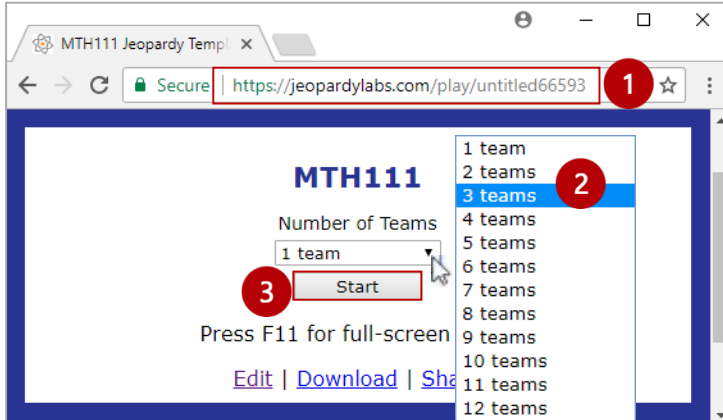 MTH111 Jeopardy Templ
Secure | https://jeopardylabs.com/play/untitled66593
1
MTH111
Number of Teams
1 team
3
Start
Press F11 for full-screen
Edit | Download | Sha
1 team
2 teams
2
3 teams
4 teams
5 teams
6 teams
7 teams
8 teams
9 teams
10 teams
11 teams
12 teams